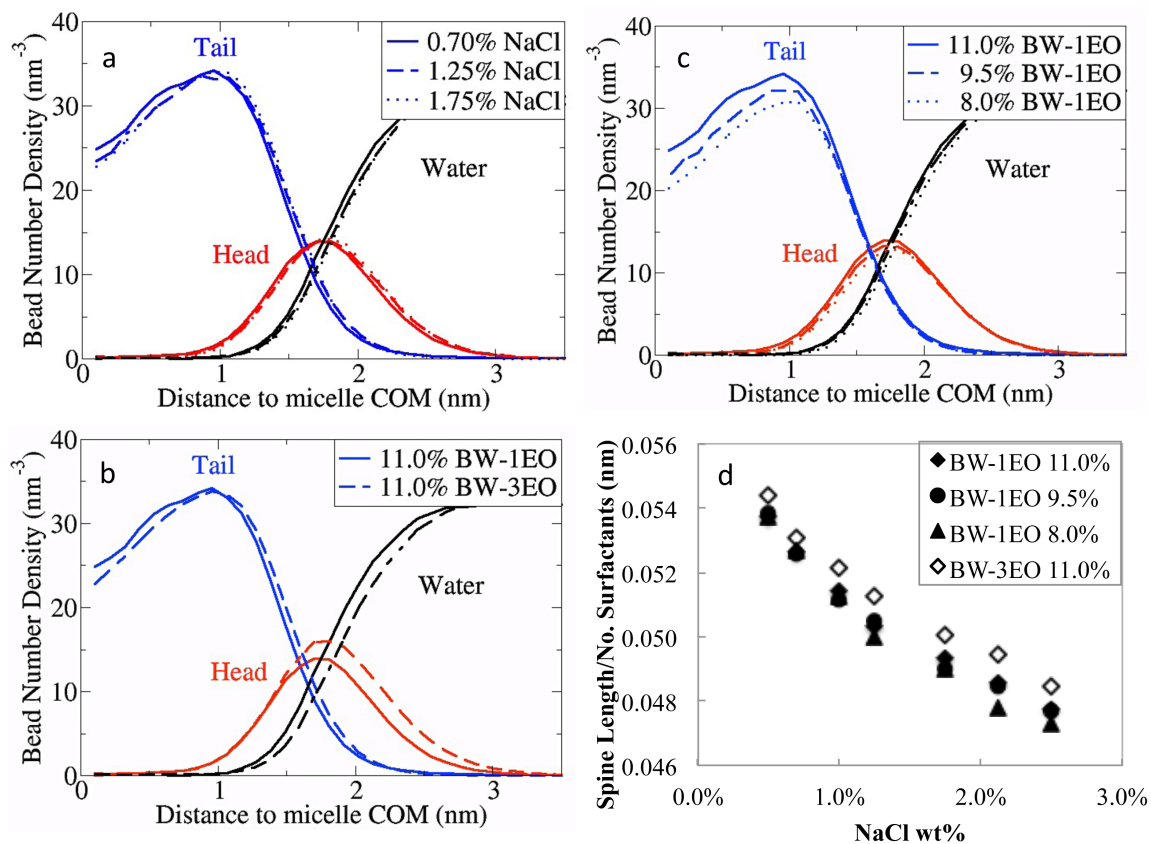 a
Tail
0.70% NaCl
1.25% NaCl
1.75% NaCl
Water
Head
Bead Number Density (nm⁻³)
0
10
20
30
40
0
1
2
3
Distance to micelle COM (nm)
c
Tail
11.0% BW-1EO
9.5% BW-1EO
8.0% BW-1EO
Water
Head
Bead Number Density (nm⁻³)
0
10
20
30
40
0
1
2
3
Distance to micelle COM (nm)
b
Tail
11.0% BW-1EO
11.0% BW-3EO
Water
Head
Bead Number Density (nm⁻³)
0
10
20
30
40
0
1
2
3
Distance to micelle COM (nm)
d
BW-1EO 11.0%
BW-1EO 9.5%
BW-1EO 8.0%
BW-3EO 11.0%
Spine Length/No. Surfactants (nm)
0.056
0.054
0.052
0.050
0.048
0.046
0.0%
1.0%
2.0%
3.0%
NaCl wt%